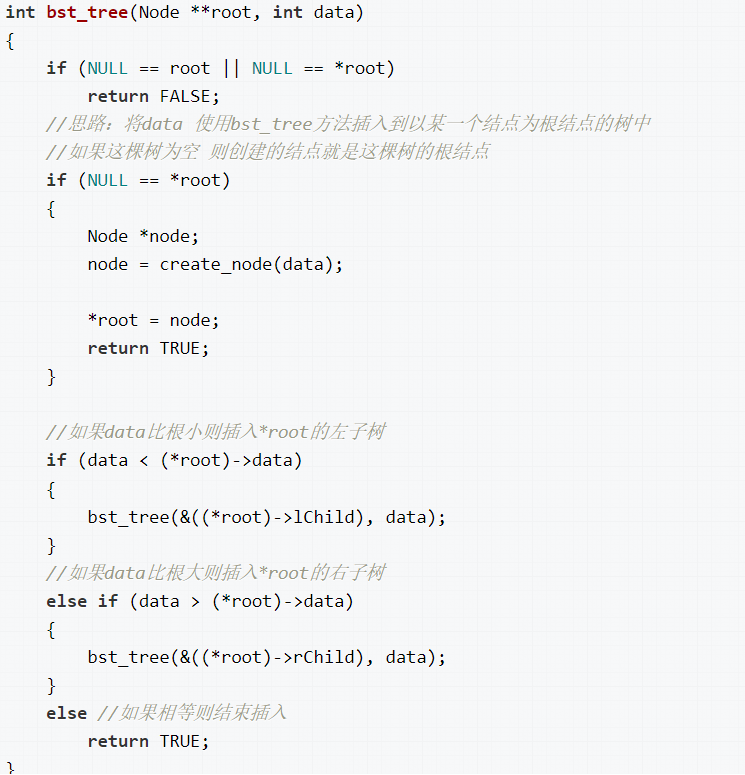 int bst_tree(Node **root, int data)
{
    if (NULL == root || NULL == *root)
        return FALSE;
    //思路：将data 使用bst_tree方法插入到以某一个结点为根结点的树中
    //如果这棵树为空 则创建的结点就是这棵树的根结点
    if (NULL == *root)
    {
        Node *node;
        node = create_node(data);

        *root = node;
        return TRUE;
    }

    //如果data比根小则插入*root的左子树
    if (data < (*root)->data)
    {
        bst_tree(&((*root)->lChild), data);
    }
    //如果data比根大则插入*root的右子树
    else if (data > (*root)->data)
    {
        bst_tree(&((*root)->rChild), data);
    }
    else //如果相等则结束插入
        return TRUE;
}